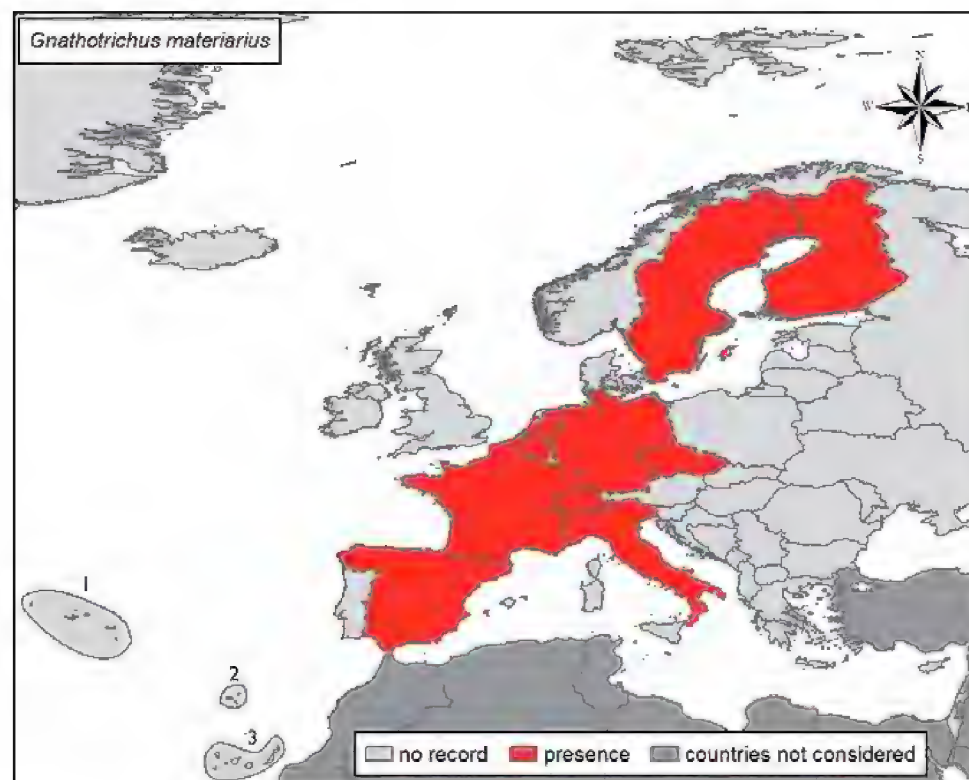 Gnathotrichus materiarius
N
W
S
1
2
3
no record presence countries not considered